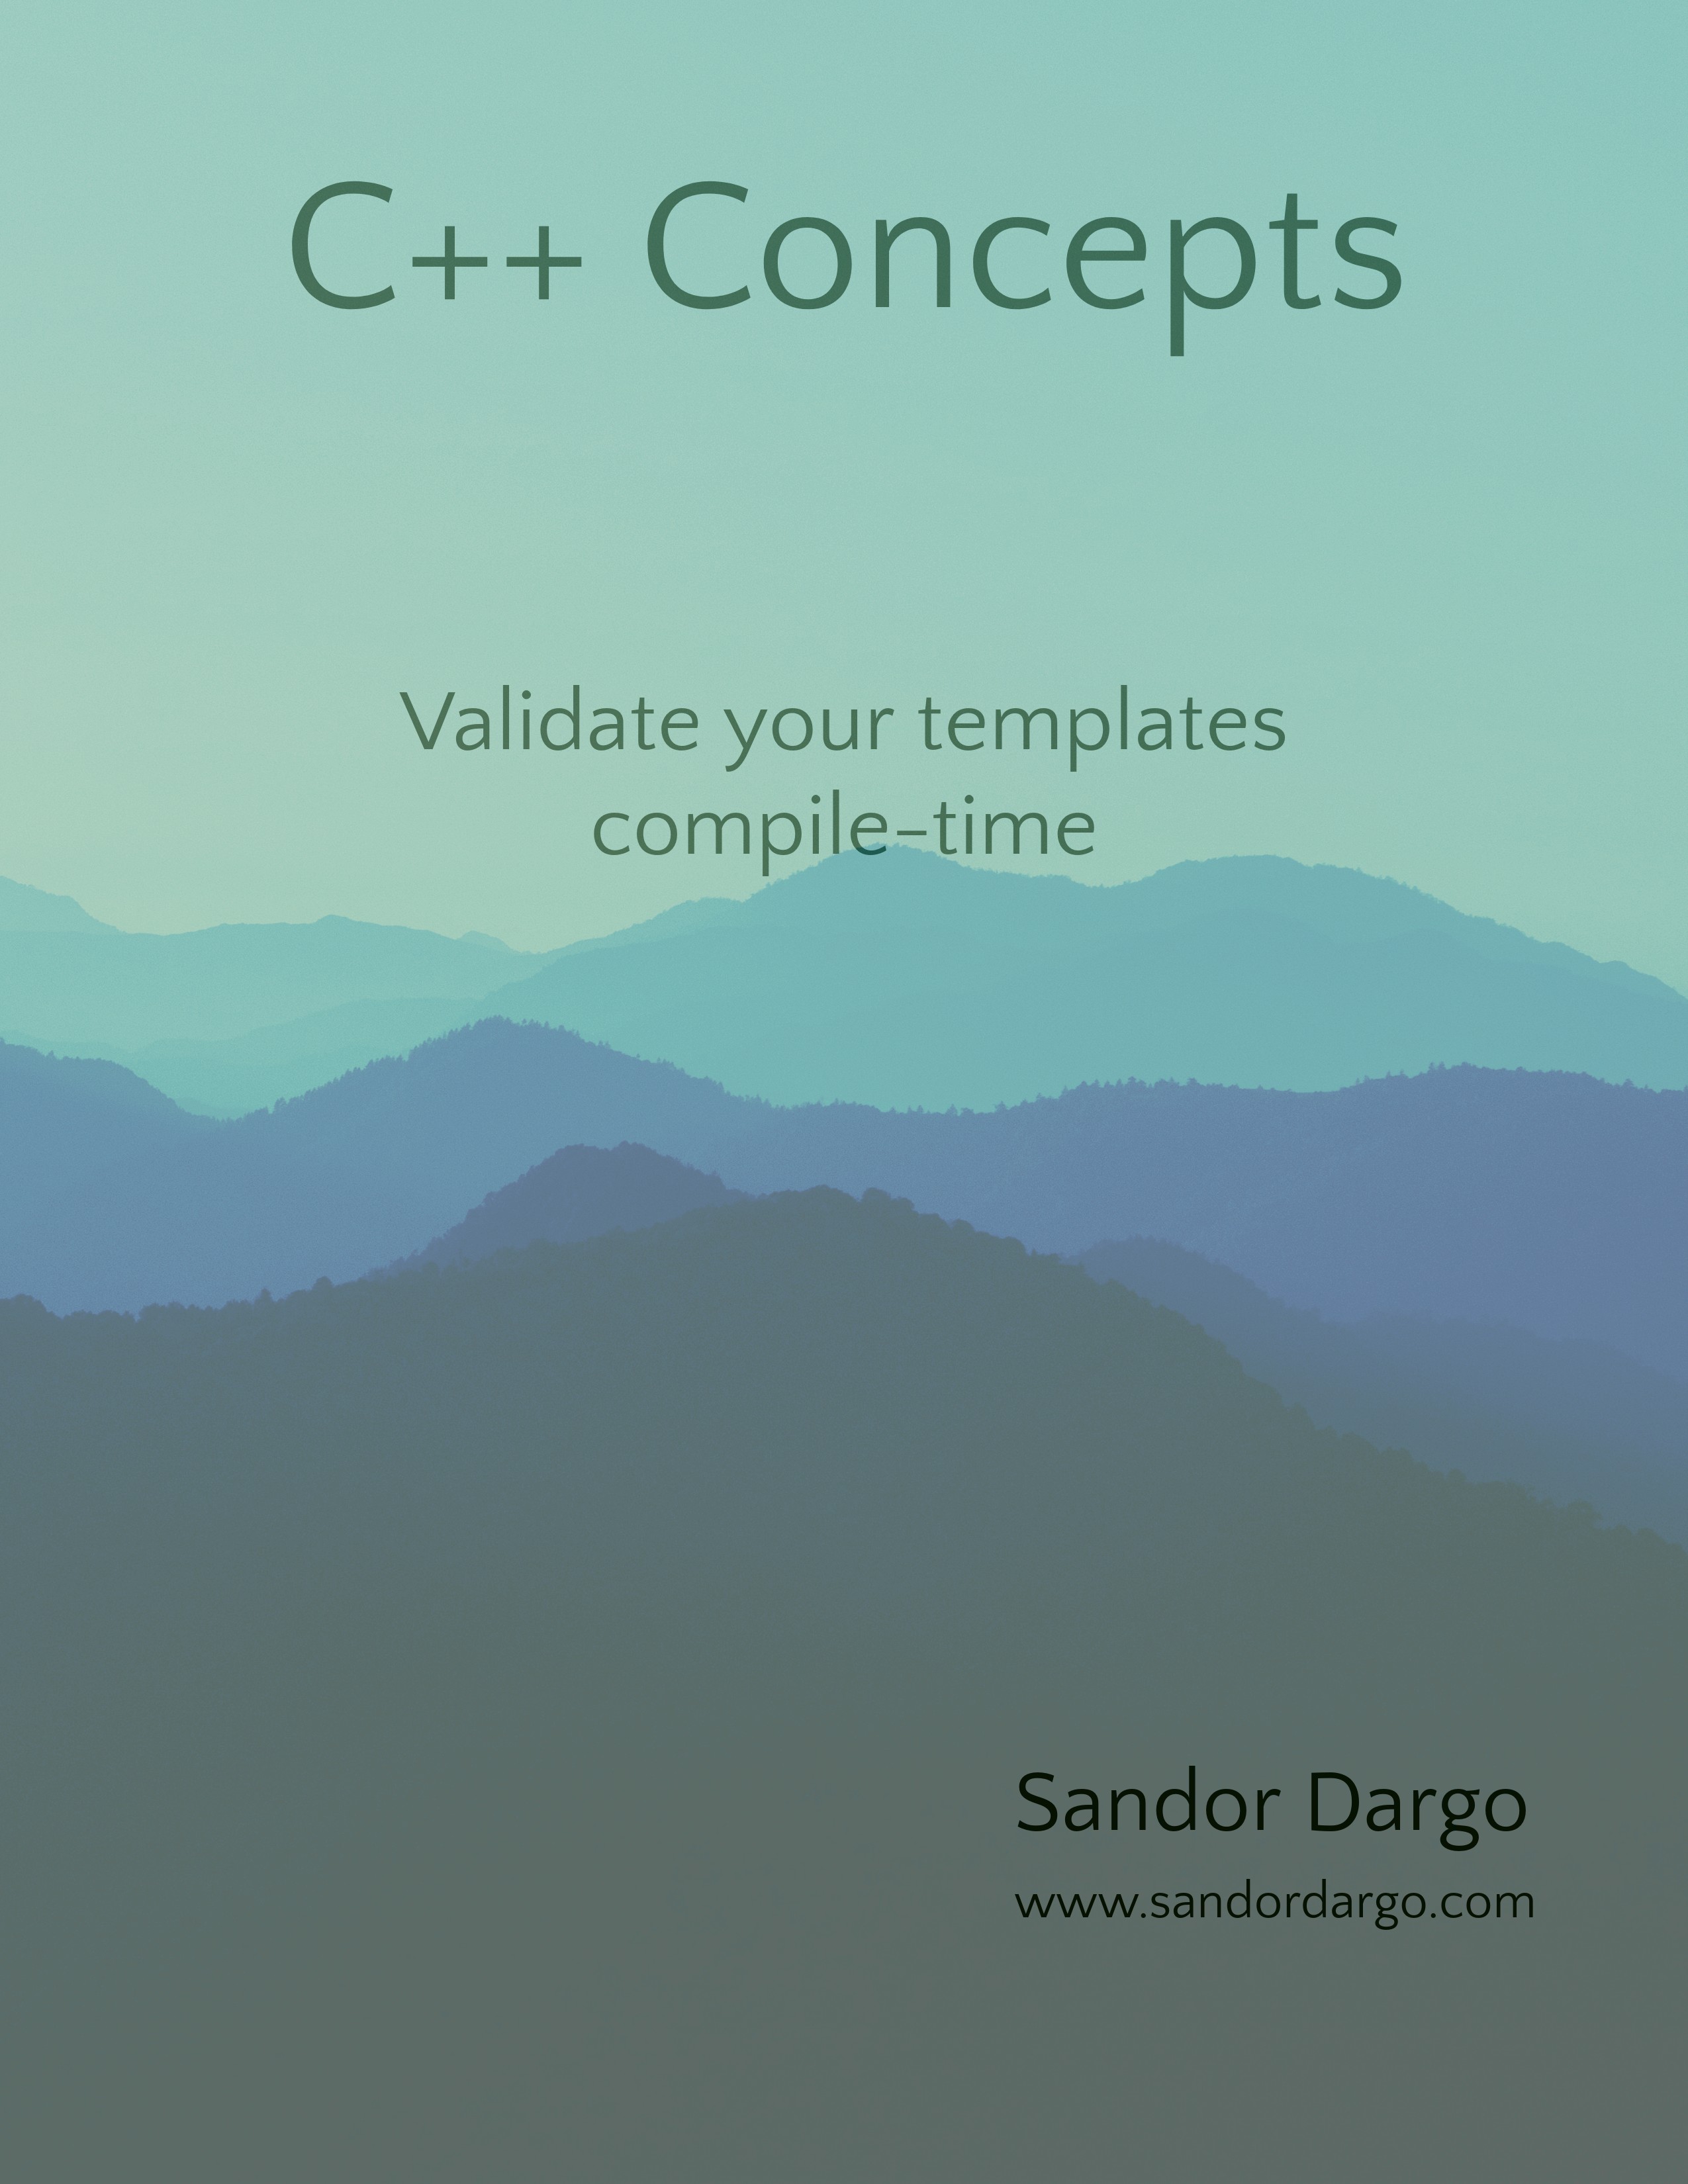 C++ Concepts
Validate your templates
compile-time
Sandor Dargo
www.sandordargo.com